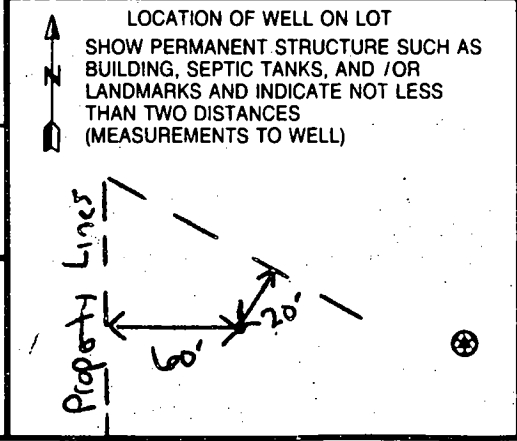 LOCATION OF WELL ON LOT
SHOW PERMANENT STRUCTURE SUCH AS
BUILDING, SEPTIC TANKS, AND /OR
LANDMARKS AND INDICATE NOT LESS
THAN TWO DISTANCES
(MEASUREMENTS TO WELL)
N
Property Lines
60'
20'